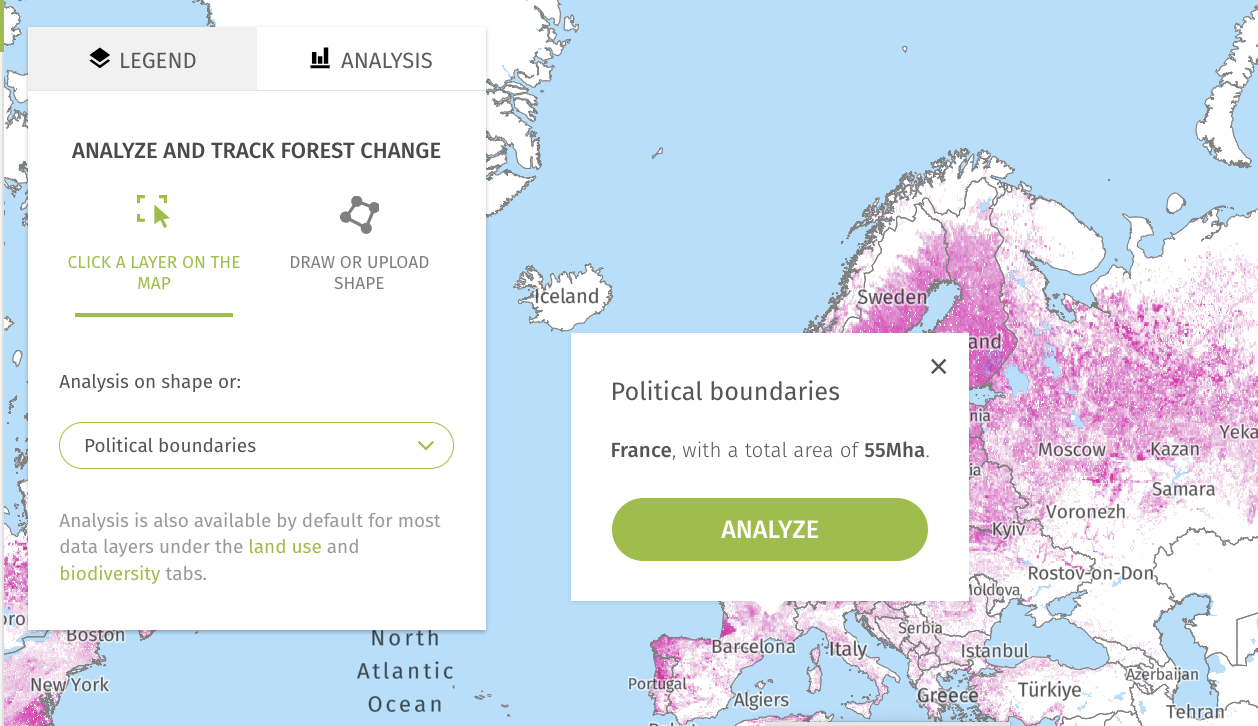 LEGEND
ANALYSIS
ANALYZE AND TRACK FOREST CHANGE
CLICK A LAYER ON THE
MAP
DRAW OR UPLOAD
SHAPE
Analysis on shape or:
Political boundaries
Analysis is also available by default for most
data layers under the land use and
biodiversity tabs.
Iceland
Sweden
Political boundaries
France, with a total area of 55Mha.
ANALYZE
Moscow
Kazan
Samara
Voronezh
Kyiv
Rostov-on-Don
Serbia
Istanbul
Barcelona
Italy
Azerbaijan
Portugal
Algiers
Greece
Türkiye
Tehran
Boston
New York
North
Atlantic
Ocean